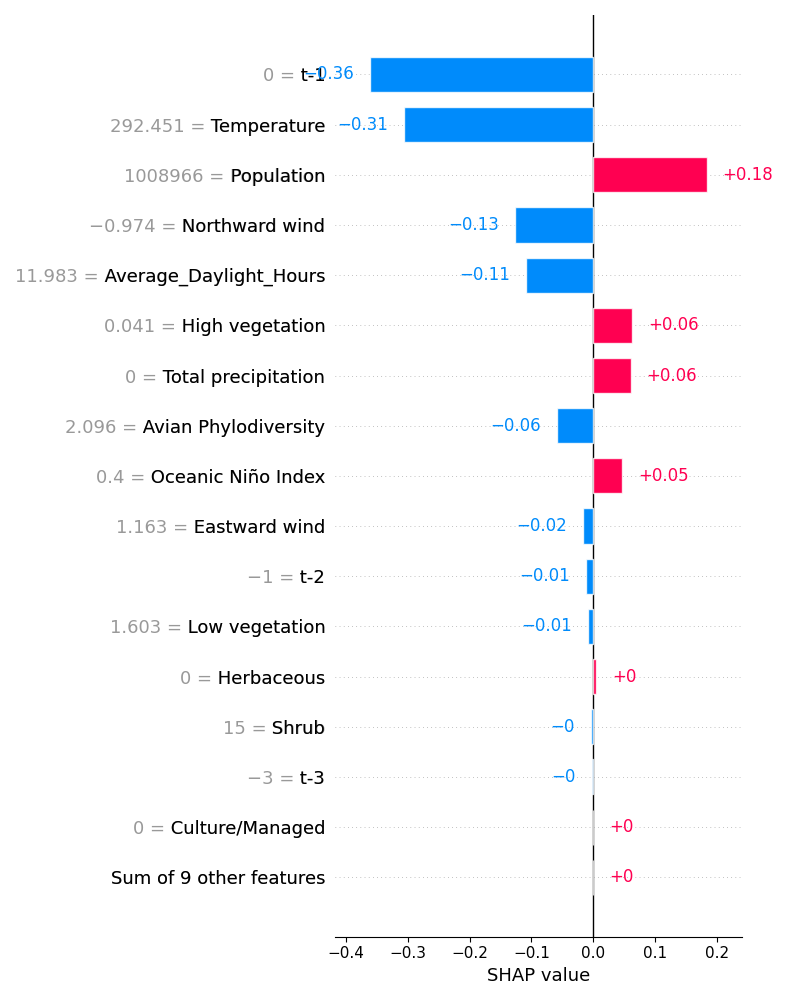 0 = t-1 −0.36
292.451 = Temperature −0.31
1008966 = Population +0.18
−0.974 = Northward wind −0.13
11.983 = Average_Daylight_Hours −0.11
0.041 = High vegetation +0.06
0 = Total precipitation +0.06
2.096 = Avian Phylodiversity −0.06
0.4 = Oceanic Niño Index +0.05
1.163 = Eastward wind −0.02
−1 = t-2 −0.01
1.603 = Low vegetation −0.01
0 = Herbaceous +0
15 = Shrub −0
−3 = t-3 −0
0 = Culture/Managed +0
Sum of 9 other features +0
−0.4 −0.3 −0.2 −0.1 0.0 0.1 0.2
SHAP value